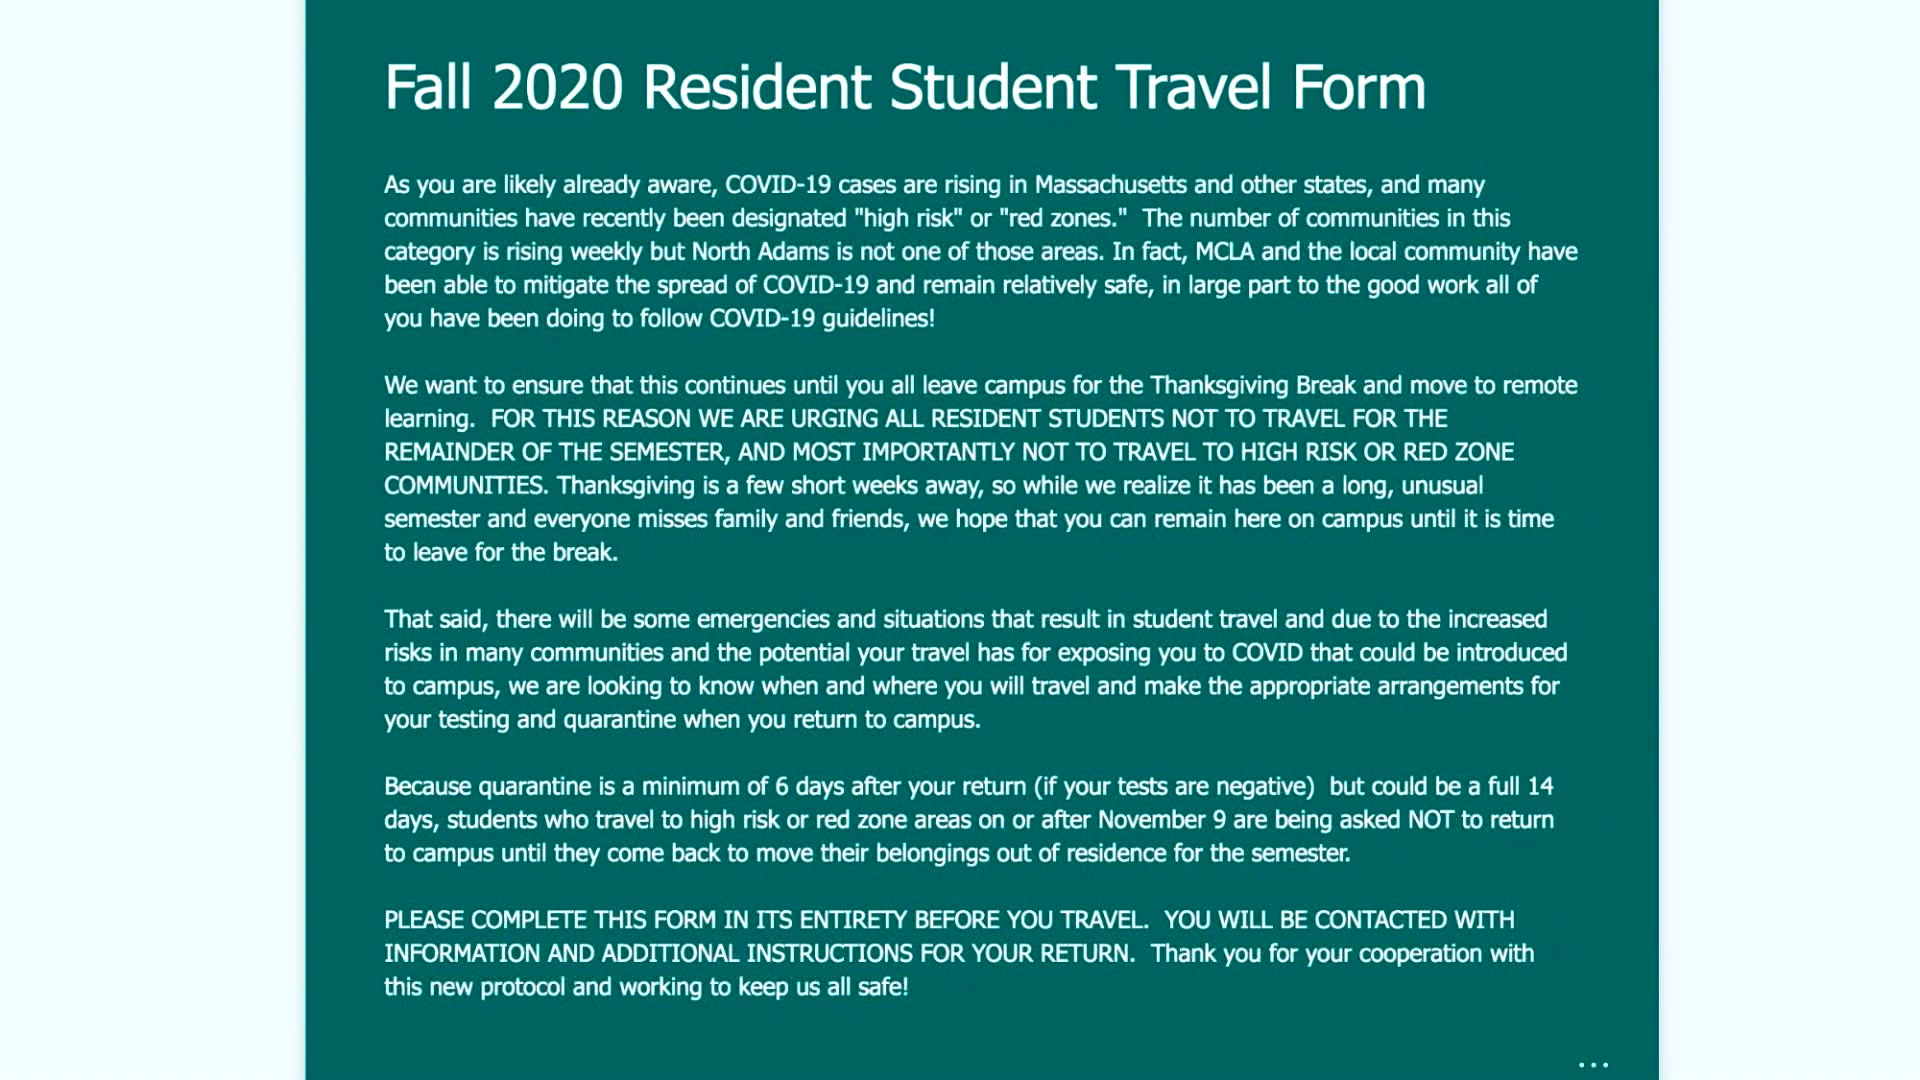 Fall 2020 Resident Student Travel Form
As you are likely already aware, COVID-19 cases are rising in Massachusetts and other states, and many
communities have recently been designated "high risk" or "red zones."  The number of communities in this
category is rising weekly but North Adams is not one of those areas. In fact, MCLA and the local community have
been able to mitigate the spread of COVID-19 and remain relatively safe, in large part to the good work all of
you have been doing to follow COVID-19 guidelines!
We want to ensure that this continues until you all leave campus for the Thanksgiving Break and move to remote
learning.  FOR THIS REASON WE ARE URGING ALL RESIDENT STUDENTS NOT TO TRAVEL FOR THE
REMAINDER OF THE SEMESTER, AND MOST IMPORTANTLY NOT TO TRAVEL TO HIGH RISK OR RED ZONE
COMMUNITIES. Thanksgiving is a few short weeks away, so while we realize it has been a long, unusual
semester and everyone misses family and friends, we hope that you can remain here on campus until it is time
to leave for the break.
That said, there will be some emergencies and situations that result in student travel and due to the increased
risks in many communities and the potential your travel has for exposing you to COVID that could be introduced
to campus, we are looking to know when and where you will travel and make the appropriate arrangements for
your testing and quarantine when you return to campus.
Because quarantine is a minimum of 6 days after your return (if your tests are negative)  but could be a full 14
days, students who travel to high risk or red zone areas on or after November 9 are being asked NOT to return
to campus until they come back to move their belongings out of residence for the semester.
PLEASE COMPLETE THIS FORM IN ITS ENTIRETY BEFORE YOU TRAVEL.  YOU WILL BE CONTACTED WITH
INFORMATION AND ADDITIONAL INSTRUCTIONS FOR YOUR RETURN.  Thank you for your cooperation with
this new protocol and working to keep us all safe!